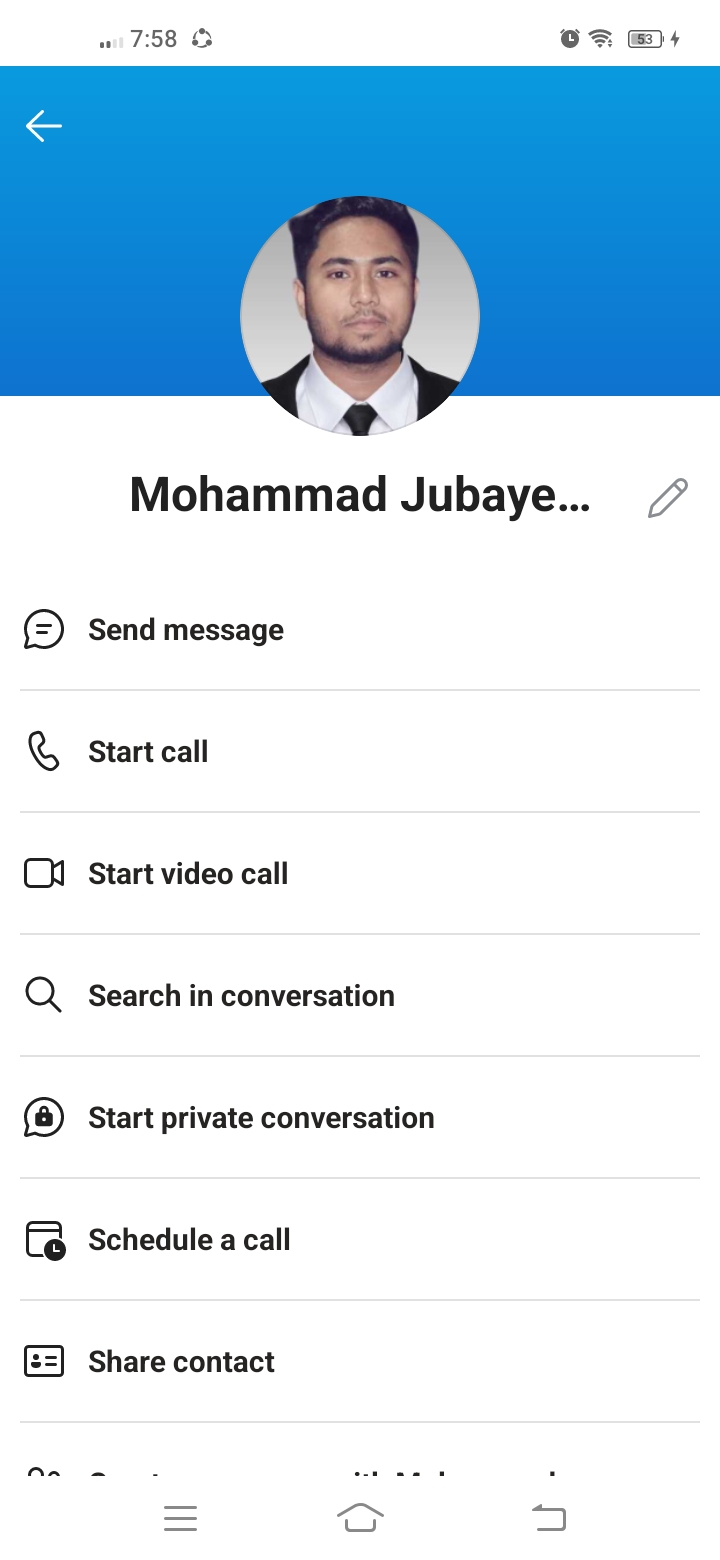 7:58
53
Mohammad Jubaye...
Send message
Start call
Start video call
Search in conversation
Start private conversation
Schedule a call
Share contact